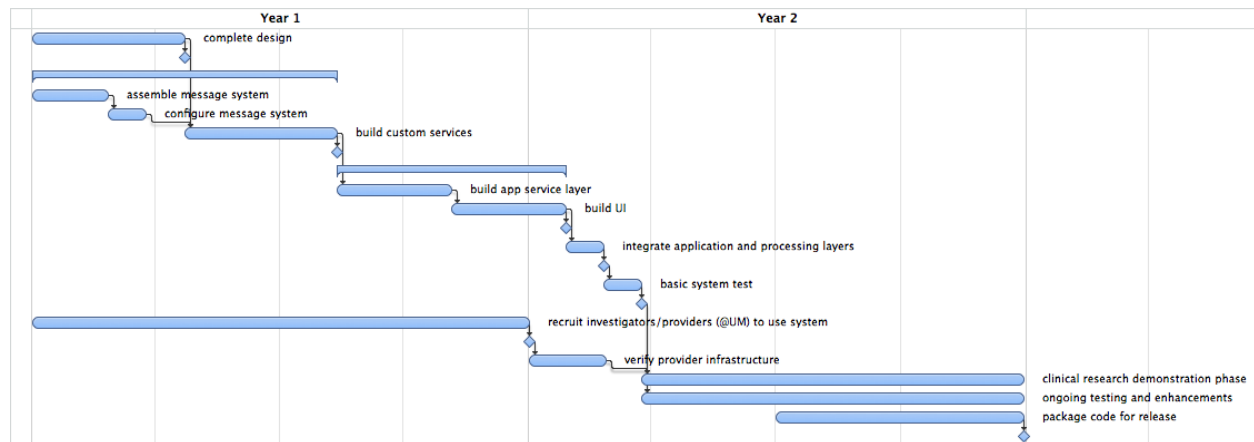 Year 1
Year 2
complete design
assemble message system
configure message system
build custom services
build app service layer
build UI
integrate application and processing layers
basic system test
recruit investigators/providers (@UM) to use system
verify provider infrastructure
clinical research demonstration phase
ongoing testing and enhancements
package code for release